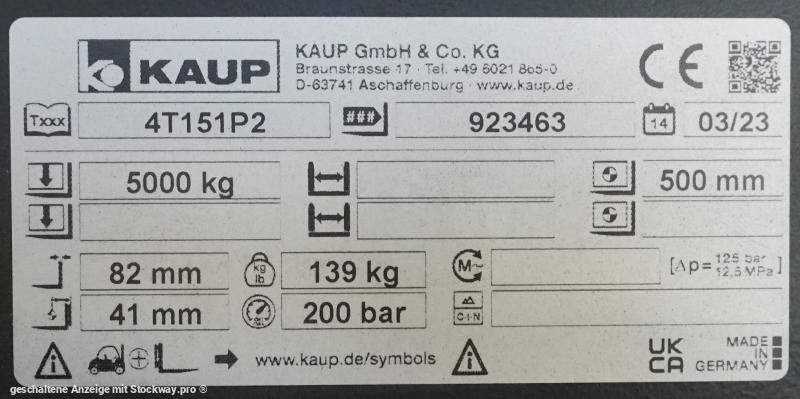 KAUP
KAUP GmbH & Co. KG
Braunstrasse 17 · Tel. +49 6021 865-0
D-63741 Aschaffenburg · www.kaup.de
CE
Txxx 4T151P2 ### 923463 14 03/23
5000 kg 500 mm
82 mm kg lb 139 kg M~ [Δp= 125 bar 12,5 MPa]
41 mm 200 bar C-I-N
www.kaup.de/symbols
UK CA
MADE IN GERMANY
geschaltene Anzeige mit Stockway.pro ®